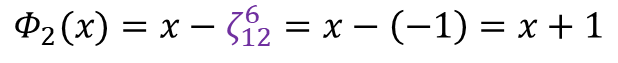 𝛷₂(𝑥) = 𝑥 − 𝜁₁₂⁶ = 𝑥 − (−1) = 𝑥 + 1